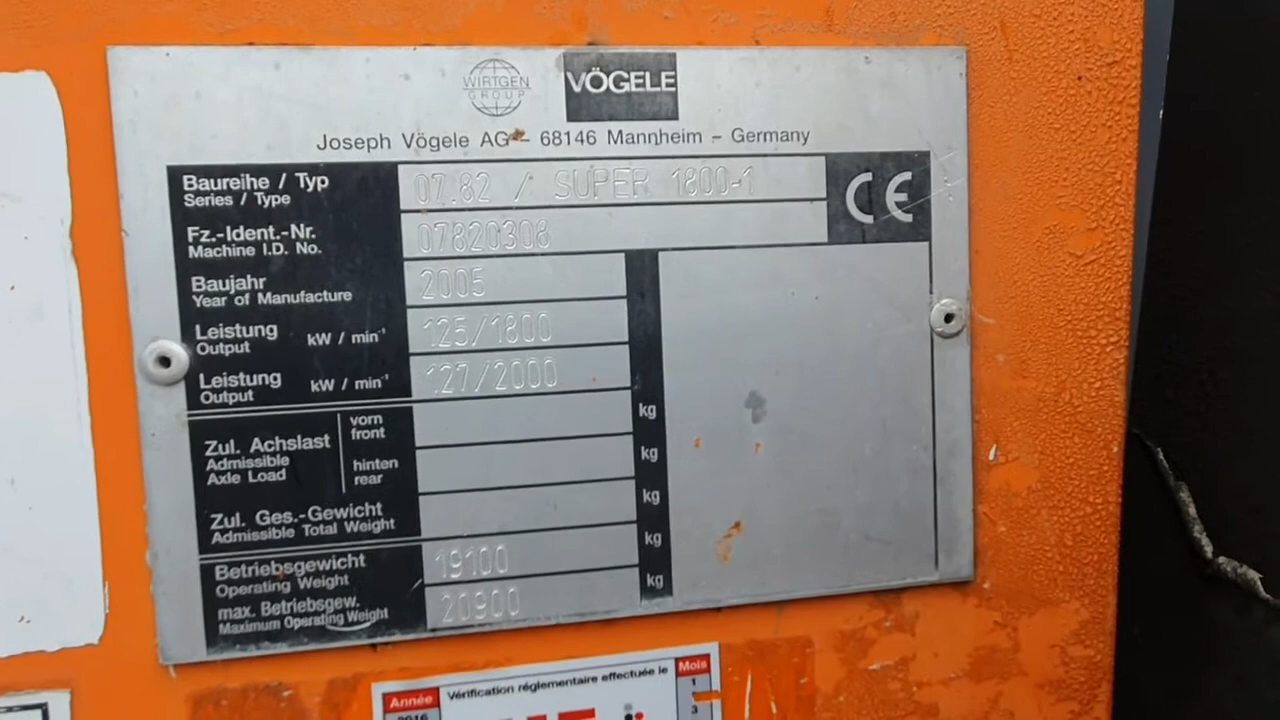 WIRTGEN
GROUP
VÖGELE
Joseph Vögele AG – 68146 Mannheim – Germany
Baureihe / Typ
Series / Type
07.82 / SUPER 1800-1
CE
Fz.-Ident.-Nr.
Machine I.D. No.
07820308
Baujahr
Year of Manufacture
2005
Leistung
Output
kW / min⁻¹
125/1800
Leistung
Output
kW / min⁻¹
127/2000
Zul. Achslast
Admissible
Axle Load
vorn
front
kg
hinten
rear
kg
Zul. Ges.-Gewicht
Admissible Total Weight
kg
Betriebsgewicht
Operating Weight
19100
kg
max. Betriebsgew.
Maximum Operating Weight
20900
kg
Année
Vérification réglementaire effectuée le
Mois
1
3